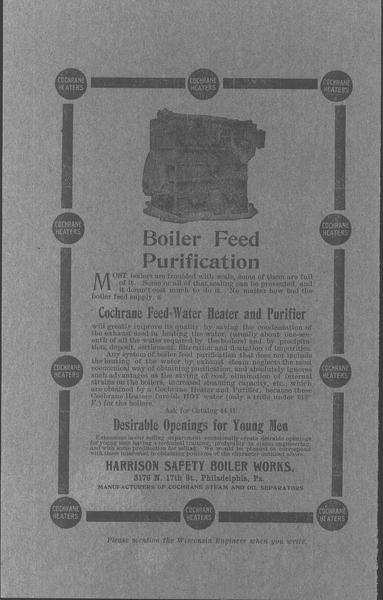 COCHRANE HEATERS
COCHRANE HEATERS
COCHRANE HEATERS
Boiler Feed
Purification
MOST boilers are troubled with scale, some of them are full
of it. Some or all of that scaling can be prevented, and
it doesn't cost much to do it. No matter how bad the
boiler feed supply, a
Cochrane Feed-Water Heater and Purifier
will greatly improve its quality by saving the condensation of
the exhaust used in heating the water, (usually about one-sev-
enth of all the water required by the boilers) and by precipita-
tion, deposit, settlement, filtration and floatation of impurities.
Any system of boiler feed purification that does not include
the heating of the water by exhaust steam neglects the most
economical way of obtaining purification, and absolutely ignores
such advantages as the saving of coal, elimination of internal
strains on the boilers, increased steaming capacity, etc., which
are obtained by a Cochrane Heater and Purifier, because these
Cochrane Heaters furnish HOT water (only a trifle under 212°
F.) for the boilers.
Ask for Catalog 44 H
Desirable Openings for Young Men
Extensions in our selling department occasionally create desirable openings
for young men having a technical training, preferably in steam engineering,
and with some predilection for selling. We would be pleased to correspond
with those interested in obtaining positions of the character outlined above.
HARRISON SAFETY BOILER WORKS.
3176 N. 17th St., Philadelphia, Pa.
MANUFACTURERS OF COCHRANE STEAM AND OIL SEPARATORS
COCHRANE HEATERS
COCHRANE HEATERS
COCHRANE HEATERS
COCHRANE HEATERS
COCHRANE HEATERS
COCHRANE HEATERS
COCHRANE HEATERS
Please mention the Wisconsin Engineer when you write.